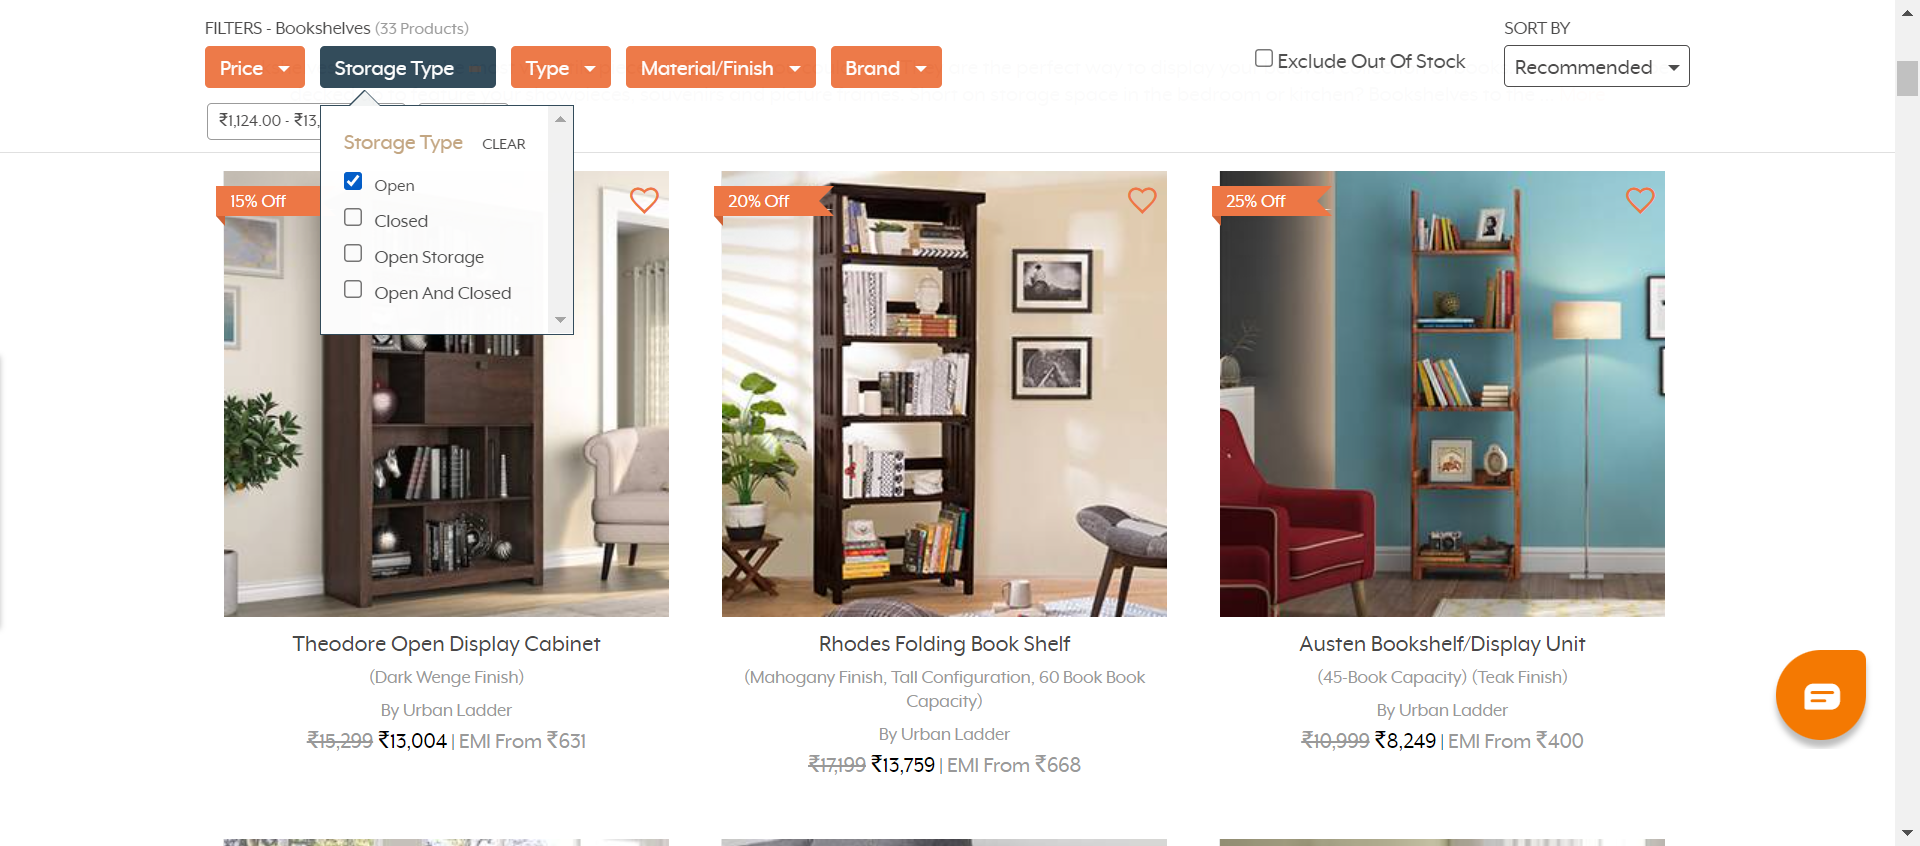 FILTERS - Bookshelves (33 Products)
SORT BY
Price
Storage Type
Type
Material/Finish
Brand
Exclude Out Of Stock
Recommended
₹1,124.00 - ₹13,
Storage Type CLEAR
Open
Closed
Open Storage
Open And Closed
15% Off
20% Off
25% Off
Theodore Open Display Cabinet
(Dark Wenge Finish)
By Urban Ladder
₹15,299 ₹13,004 | EMI From ₹631
Rhodes Folding Book Shelf
(Mahogany Finish, Tall Configuration, 60 Book Book
Capacity)
By Urban Ladder
₹17,199 ₹13,759 | EMI From ₹668
Austen Bookshelf/Display Unit
(45-Book Capacity) (Teak Finish)
By Urban Ladder
₹10,999 ₹8,249 | EMI From ₹400